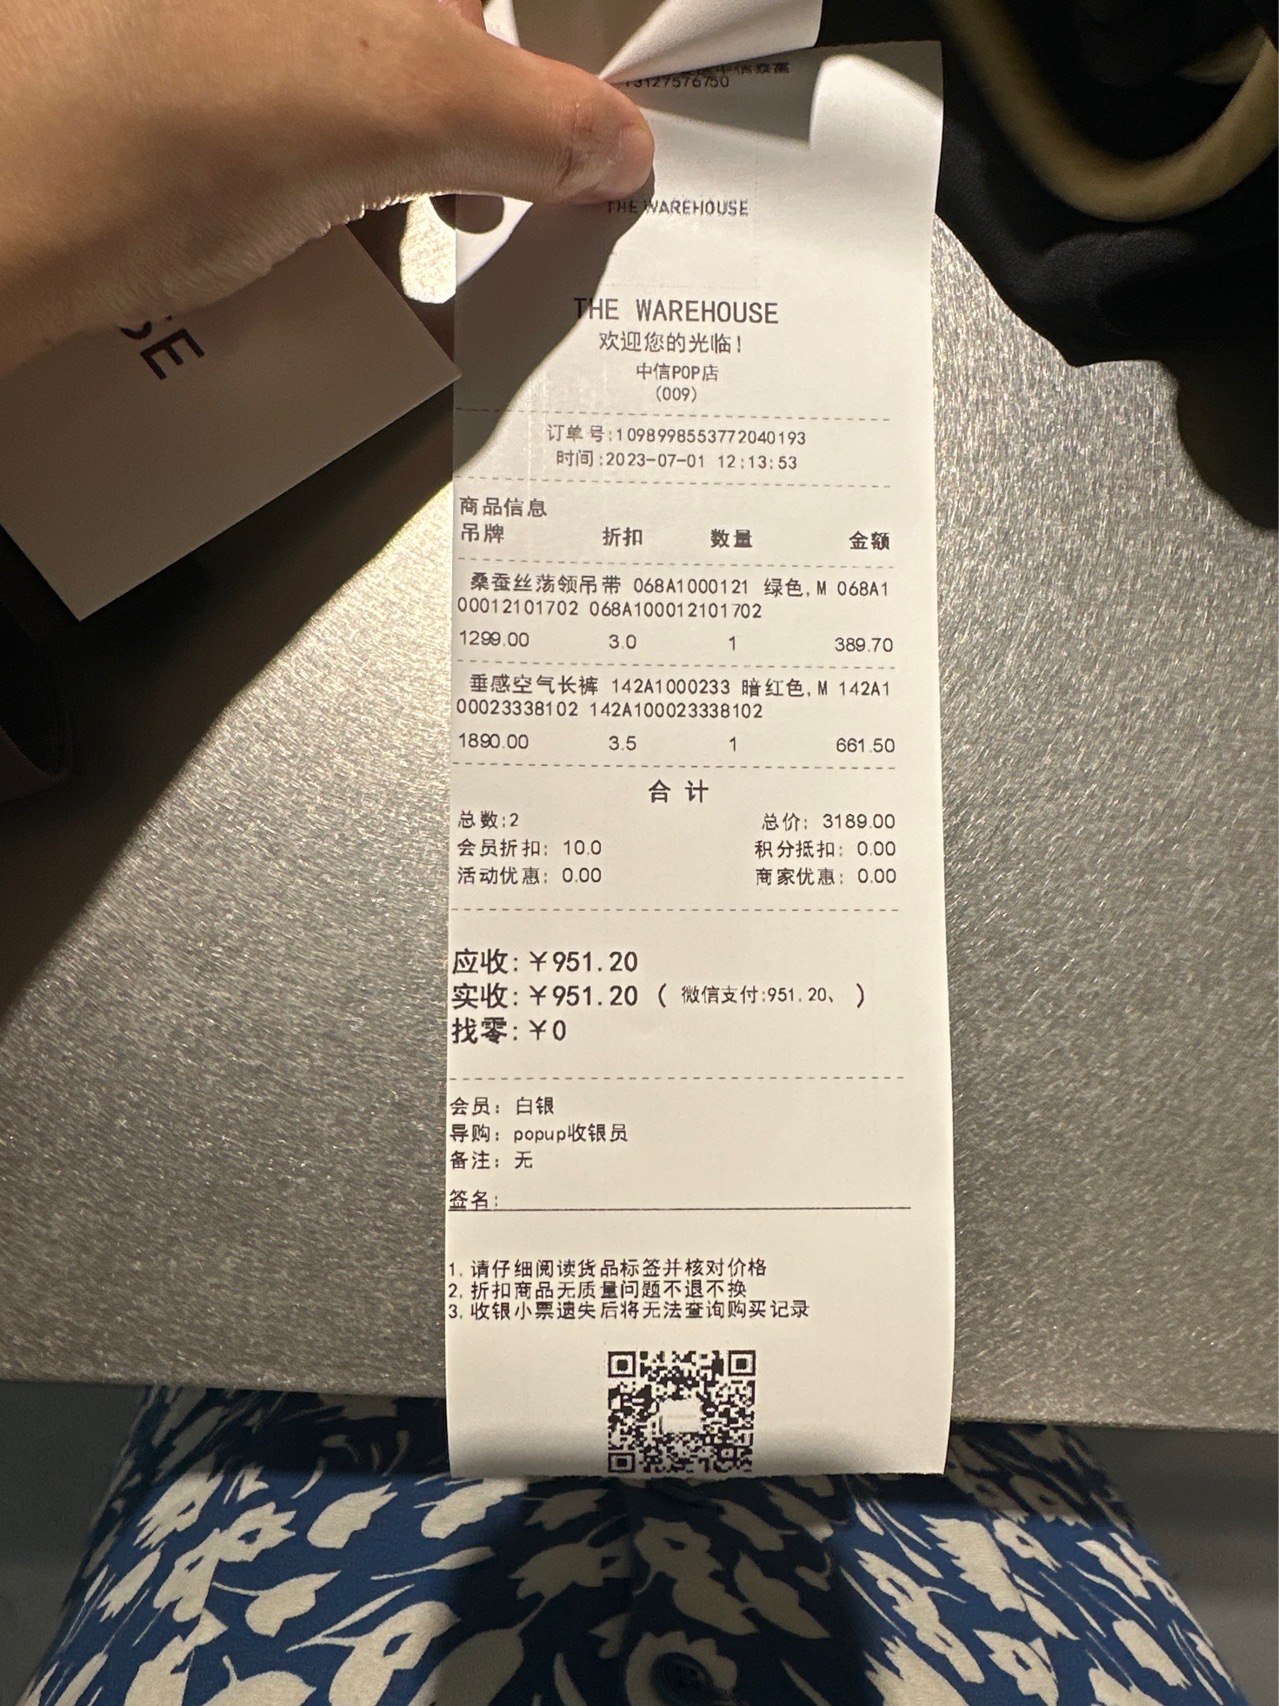 中信泰富
13127576750
THE WAREHOUSE
THE WAREHOUSE
欢迎您的光临!
中信POP店
(009)
订单号:1098998553772040193
时间:2023-07-01 12:13:53
商品信息
吊牌 折扣 数量 金额
桑蚕丝荡领吊带 068A1000121 绿色,M 068A1
00012101702 068A100012101702
1299.00 3.0 1 389.70
垂感空气长裤 142A1000233 暗红色,M 142A1
00023338102 142A100023338102
1890.00 3.5 1 661.50
合 计
总数:2 总价: 3189.00
会员折扣: 10.0 积分抵扣: 0.00
活动优惠: 0.00 商家优惠: 0.00
应收:￥951.20
实收:￥951.20 ( 微信支付:951.20、 )
找零:￥0
会员: 白银
导购: popup收银员
备注: 无
签名:
1. 请仔细阅读货品标签并核对价格
2. 折扣商品无质量问题不退不换
3. 收银小票遗失后将无法查询购买记录
SE